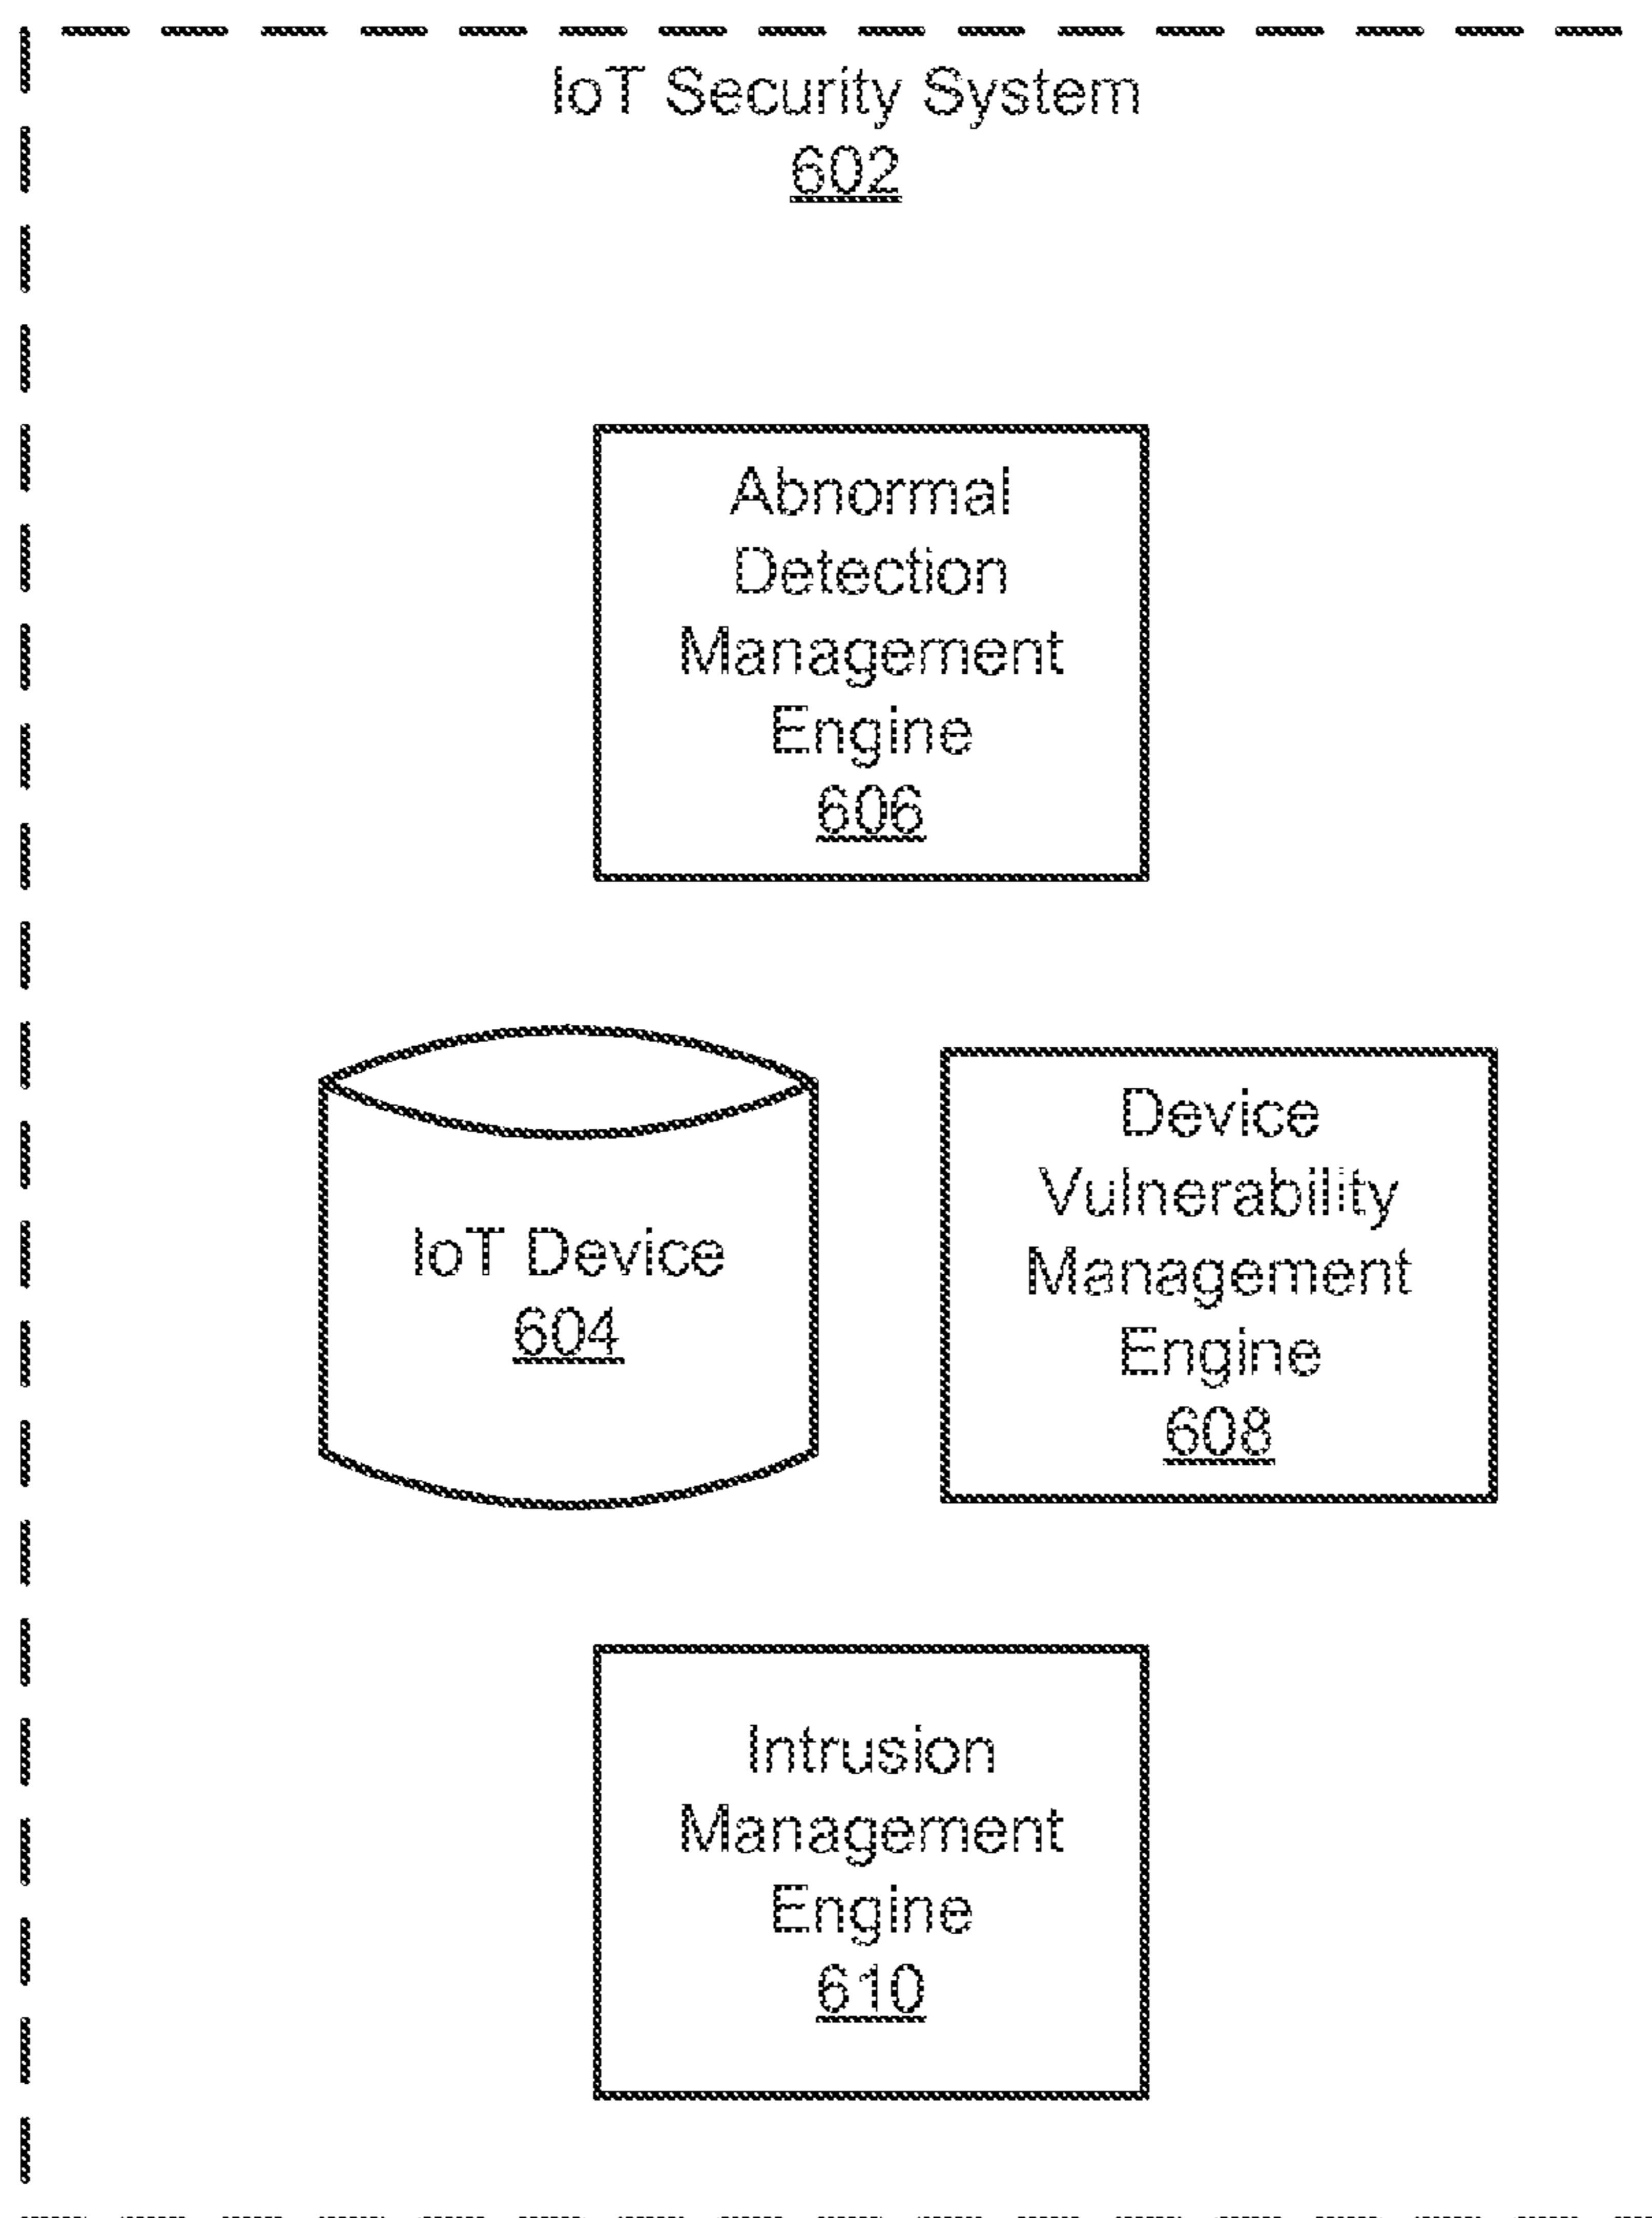 IoT Security System
602
Abnormal
Detection
Management
Engine
606
IoT Device
604
Device
Vulnerability
Management
Engine
608
Intrusion
Management
Engine
610